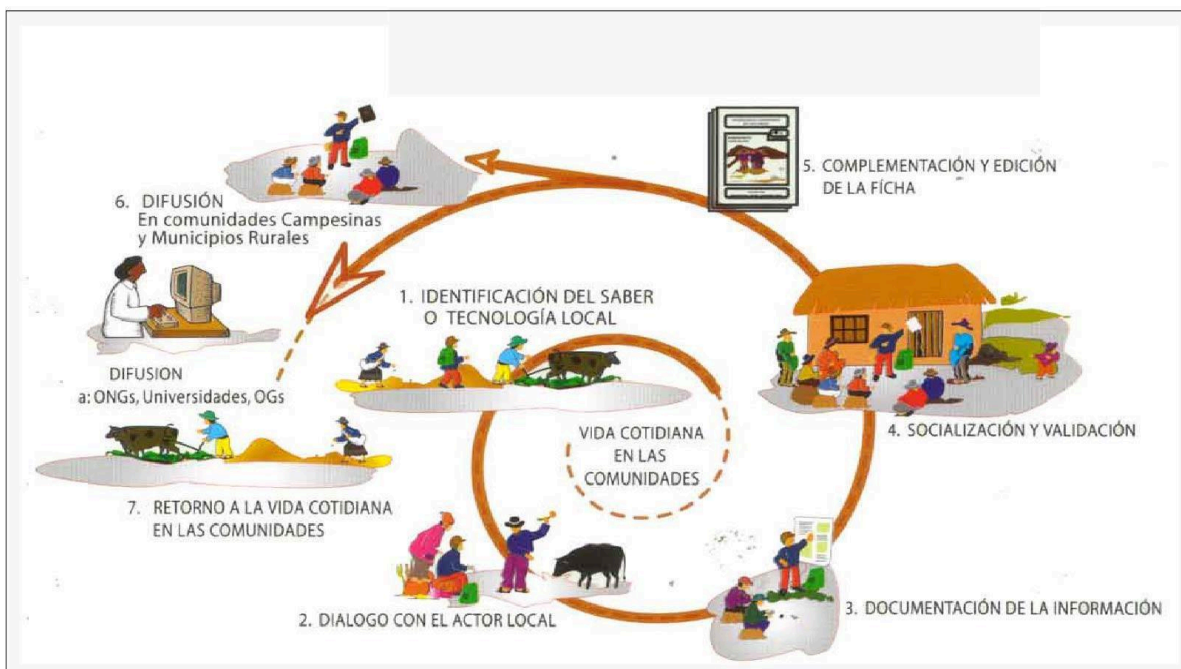 1. IDENTIFICACIÓN DEL SABER
O TECNOLOGÍA LOCAL
2. DIALOGO CON EL ACTOR LOCAL
3. DOCUMENTACIÓN DE LA INFORMACIÓN
4. SOCIALIZACIÓN Y VALIDACIÓN
5. COMPLEMENTACIÓN Y EDICIÓN
DE LA FÍCHA
6. DIFUSIÓN
En comunidades Campesinas
y Municipios Rurales
DIFUSION
a: ONGs, Universidades, OGs
7. RETORNO A LA VIDA COTIDIANA
EN LAS COMUNIDADES
VIDA COTIDIANA
EN LAS
COMUNIDADES